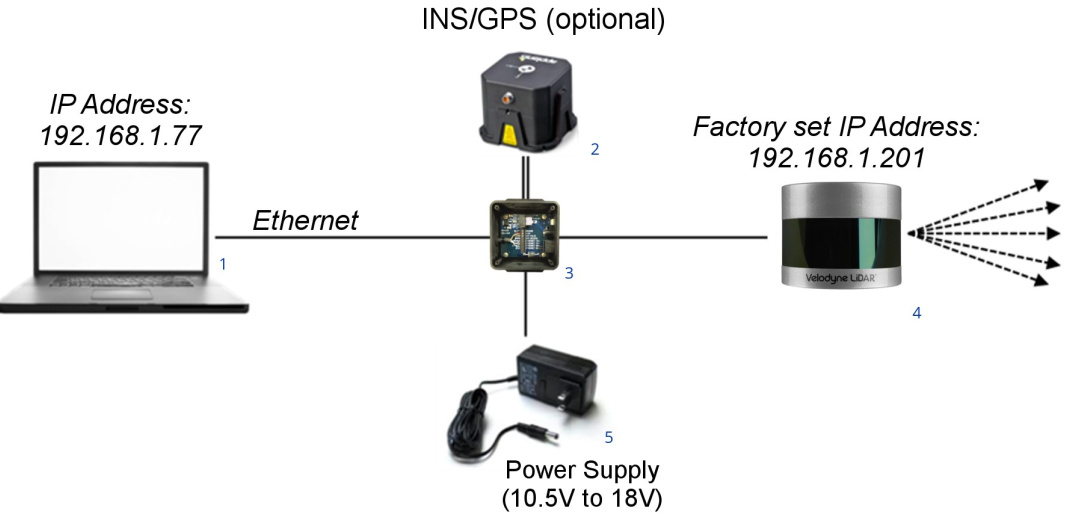 INS/GPS (optional)
IP Address:
192.168.1.77
2
Factory set IP Address:
192.168.1.201
Ethernet
1
3
Velodyne LiDAR
4
5
Power Supply
(10.5V to 18V)